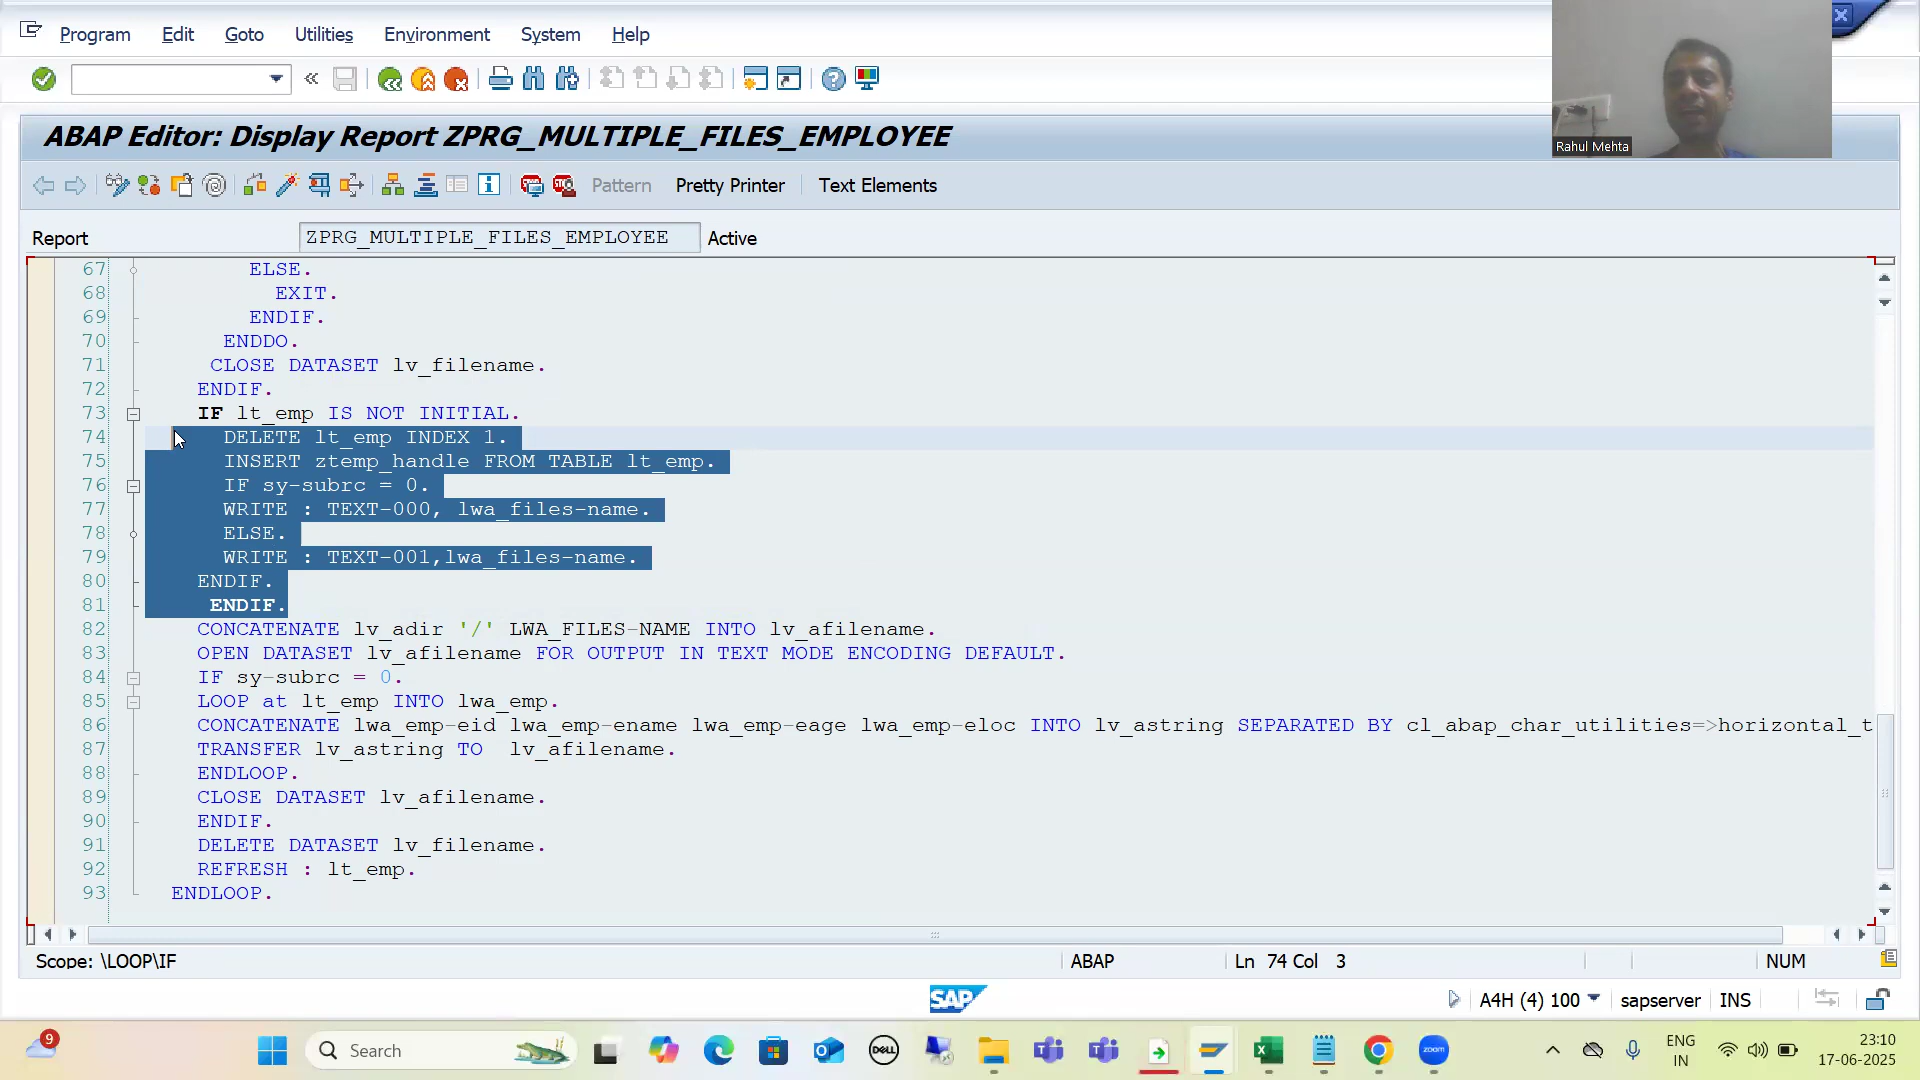 Program Edit Goto Utilities Environment System Help
Rahul Mehta
ABAP Editor: Display Report ZPRG_MULTIPLE_FILES_EMPLOYEE
Pattern Pretty Printer Text Elements
Report ZPRG_MULTIPLE_FILES_EMPLOYEE Active
67 ELSE.
68 EXIT.
69 ENDIF.
70 ENDDO.
71 CLOSE DATASET lv_filename.
72 ENDIF.
73 IF lt_emp IS NOT INITIAL.
74 DELETE lt_emp INDEX 1.
75 INSERT ztemp_handle FROM TABLE lt_emp.
76 IF sy-subrc = 0.
77 WRITE : TEXT-000, lwa_files-name.
78 ELSE.
79 WRITE : TEXT-001,lwa_files-name.
80 ENDIF.
81 ENDIF.
82 CONCATENATE lv_adir '/' LWA_FILES-NAME INTO lv_afilename.
83 OPEN DATASET lv_afilename FOR OUTPUT IN TEXT MODE ENCODING DEFAULT.
84 IF sy-subrc = 0.
85 LOOP at lt_emp INTO lwa_emp.
86 CONCATENATE lwa_emp-eid lwa_emp-ename lwa_emp-eage lwa_emp-eloc INTO lv_astring SEPARATED BY cl_abap_char_utilities=>horizontal_t
87 TRANSFER lv_astring TO lv_afilename.
88 ENDLOOP.
89 CLOSE DATASET lv_afilename.
90 ENDIF.
91 DELETE DATASET lv_filename.
92 REFRESH : lt_emp.
93 ENDLOOP.
Scope: \LOOP\IF ABAP Ln 74 Col 3 NUM
SAP A4H (4) 100 sapserver INS
9 Search DELL zoom ENG 23:10
IN 17-06-2025